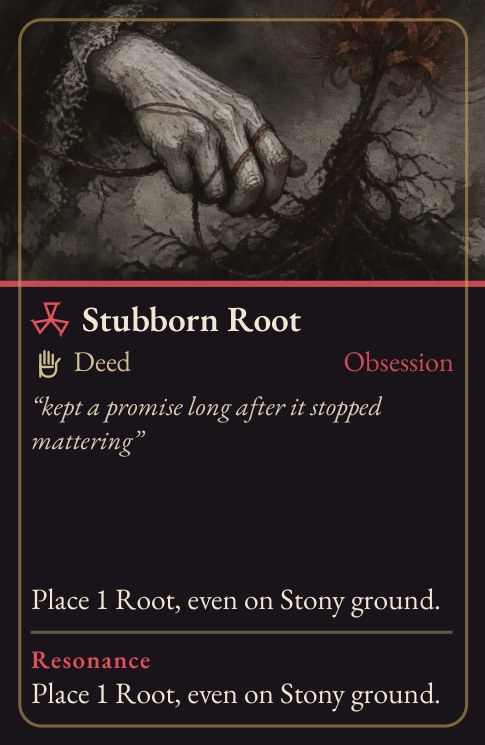 Stubborn Root
Deed
Obsession
“kept a promise long after it stopped
mattering”
Place 1 Root, even on Stony ground.
Resonance
Place 1 Root, even on Stony ground.